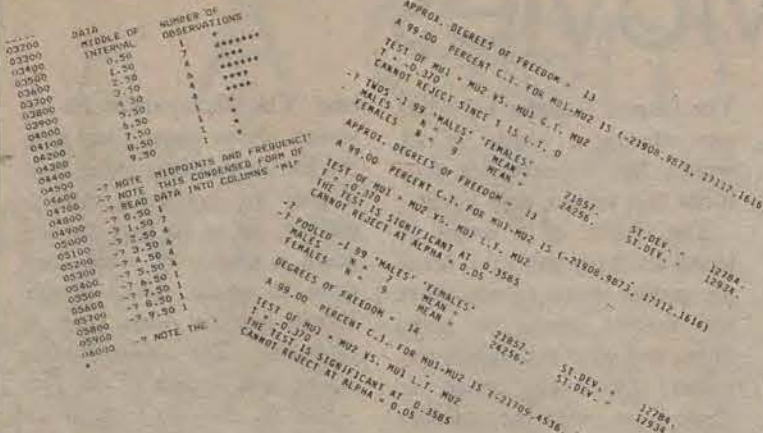 03200 DATA
03300 MIDDLE OF NUMBER OF
03400 INTERVAL OBSERVATIONS
03500 0.50 1 *
03600 1.50 7 *******
03700 2.50 4 ****
03800 3.50 6 ******
03900 4.50 4 ****
04000 5.50 4 ****
04100 6.50 1 *
04200 7.50 1 *
04300 8.50 1 *
04400 9.50 1 *
04500 -? NOTE MIDPOINTS AND FREQUENCI
04600 -? NOTE THIS CONDENSED FORM OF
04700 -? READ DATA INTO COLUMNS 'MIP
04800 -? 0.50 1
04900 -? 1.50 7
05000 -? 2.50 4
05100 -? 3.50 6
05200 -? 4.50 4
05300 -? 5.50 4
05400 -? 6.50 1
05500 -? 7.50 1
05600 -? 8.50 1
05700 -? 9.50 1
05800
05900 -? NOTE THE
06000
APPROX. DEGREES OF FREEDOM = 13
A 99.00 PERCENT C.I. FOR MU1-MU2 IS (-21908.9873, 17112.1616)
TEST OF MU1 = MU2 VS. MU1 G.T. MU2
T = -0.370
CANNOT REJECT SINCE T IS L.T. 0
-? TWOS -1 99 'MALES' 'FEMALES'
MALES N = 7 MEAN = 21857. ST.DEV. = 12784.
FEMALES N = 9 MEAN = 24256. ST.DEV. = 12934.
APPROX. DEGREES OF FREEDOM = 13
A 99.00 PERCENT C.I. FOR MU1-MU2 IS (-21908.9873, 17112.1616)
TEST OF MU1 = MU2 VS. MU1 L.T. MU2
T = -0.370
THE TEST IS SIGNIFICANT AT 0.3585
CANNOT REJECT AT ALPHA = 0.05
-?
-? POOLED -1 99 'MALES' 'FEMALES'
MALES N = 7 MEAN = 21857. ST.DEV. = 12784.
FEMALES N = 9 MEAN = 24256. ST.DEV. = 12934.
DEGREES OF FREEDOM = 14
A 99.00 PERCENT C.I. FOR MU1-MU2 IS (-21709.4536,
TEST OF MU1 = MU2 VS. MU1 L.T. MU2
T = -0.370
THE TEST IS SIGNIFICANT AT 0.3585
CANNOT REJECT AT ALPHA = 0.05